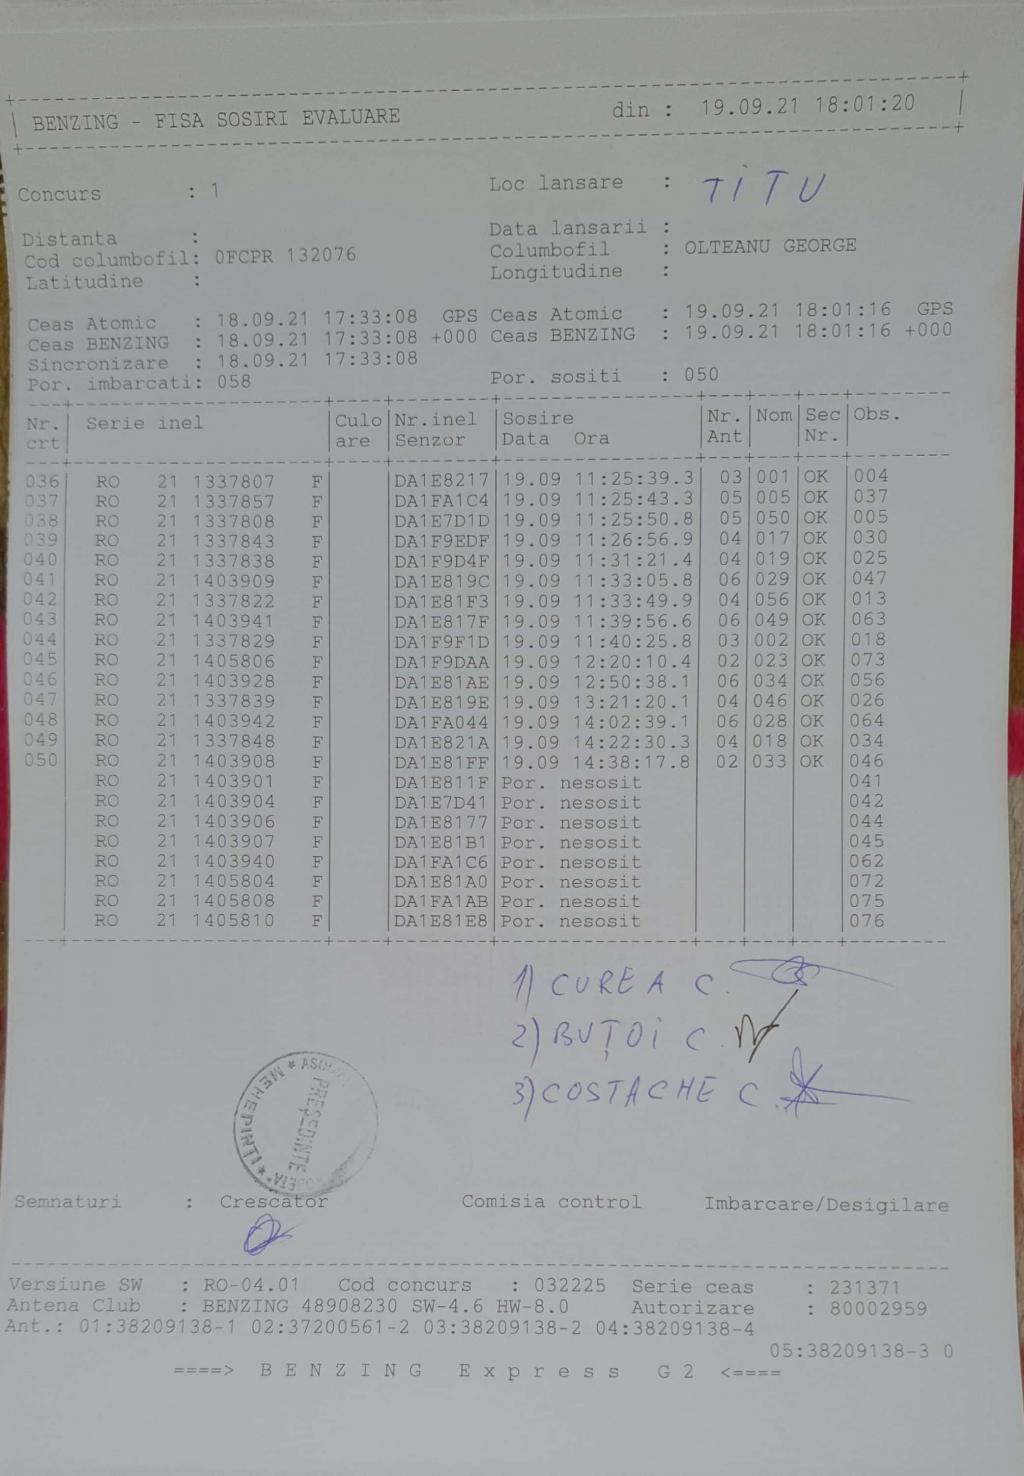 BENZING - FISA SOSIRI EVALUARE din : 19.09.21 18:01:20
Concurs : 1 Loc lansare : TITU
Distanta : Data lansarii :
Cod columbofil: 0FCPR 132076 Columbofil : OLTEANU GEORGE
Latitudine : Longitudine :
Ceas Atomic : 18.09.21 17:33:08 GPS Ceas Atomic : 19.09.21 18:01:16 GPS
Ceas BENZING : 18.09.21 17:33:08 +000 Ceas BENZING : 19.09.21 18:01:16 +000
Sincronizare : 18.09.21 17:33:08
Por. imbarcati: 058 Por. sositi : 050
Nr. Serie inel Culo Nr.inel Sosire Nr. Nom Sec Obs.
crt are Senzor Data Ora Ant Nr.
036 RO 21 1337807 F DA1E8217 19.09 11:25:39.3 03 001 OK 004
037 RO 21 1337857 F DA1FA1C4 19.09 11:25:43.3 05 005 OK 037
038 RO 21 1337808 F DA1E7D1D 19.09 11:25:50.8 05 050 OK 005
039 RO 21 1337843 F DA1F9EDF 19.09 11:26:56.9 04 017 OK 030
040 RO 21 1337838 F DA1F9D4F 19.09 11:31:21.4 04 019 OK 025
041 RO 21 1403909 F DA1E819C 19.09 11:33:05.8 06 029 OK 047
042 RO 21 1337822 F DA1E81F3 19.09 11:33:49.9 04 056 OK 013
043 RO 21 1403941 F DA1E817F 19.09 11:39:56.6 06 049 OK 063
044 RO 21 1337829 F DA1F9F1D 19.09 11:40:25.8 03 002 OK 018
045 RO 21 1405806 F DA1F9DAA 19.09 12:20:10.4 02 023 OK 073
046 RO 21 1403928 F DA1E81AE 19.09 12:50:38.1 06 034 OK 056
047 RO 21 1337839 F DA1E819E 19.09 13:21:20.1 04 046 OK 026
048 RO 21 1403942 F DA1FA044 19.09 14:02:39.1 06 028 OK 064
049 RO 21 1337848 F DA1E821A 19.09 14:22:30.3 04 018 OK 034
050 RO 21 1403908 F DA1E81FF 19.09 14:38:17.8 02 033 OK 046
RO 21 1403901 F DA1E811F Por. nesosit 041
RO 21 1403904 F DA1E7D41 Por. nesosit 042
RO 21 1403906 F DA1E8177 Por. nesosit 044
RO 21 1403907 F DA1E81B1 Por. nesosit 045
RO 21 1403940 F DA1FA1C6 Por. nesosit 062
RO 21 1405804 F DA1E81A0 Por. nesosit 072
RO 21 1405808 F DA1FA1AB Por. nesosit 075
RO 21 1405810 F DA1E81E8 Por. nesosit 076
1) CUREA C.
2) BUȚOI C.
3) COSTACHE C.
MEHEDINTI
PREȘEDINTE
Semnaturi : Crescator Comisia control Imbarcare/Desigilare
Versiune SW : RO-04.01 Cod concurs : 032225 Serie ceas : 231371
Antena Club : BENZING 48908230 SW-4.6 HW-8.0 Autorizare : 80002959
Ant.: 01:38209138-1 02:37200561-2 03:38209138-2 04:38209138-4
05:38209138-3 0
====> BENZING Express G2 <====